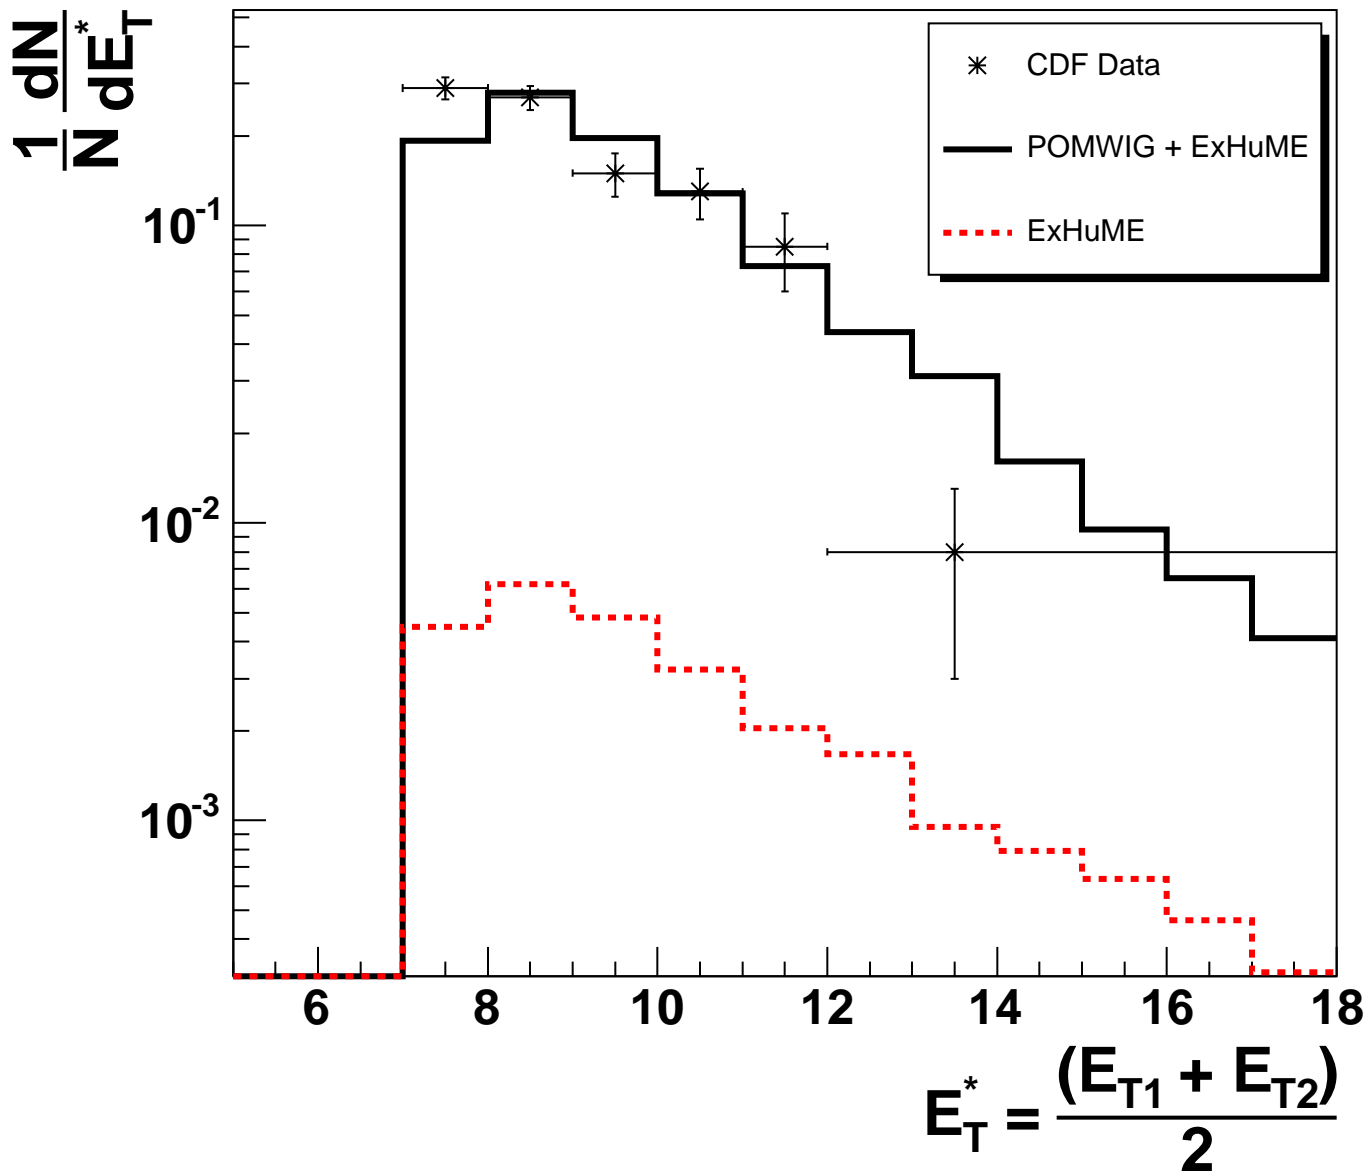 1/N dN/dE*T
CDF Data
POMWIG + ExHuME
ExHuME
10^-1
10^-2
10^-3
6 8 10 12 14 16 18
E*T = (ET1 + ET2)/2